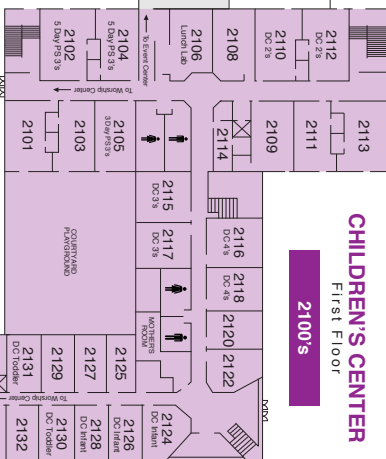 CHILDREN'S CENTER
First Floor
2100's
2102
5 Day PS 3's
2104
5 Day PS 3's
To Event Center
2106
Lunch Lab
2108
2110
DC 2's
2112
DC 2's
To Worship Center
2101
2103
2105
3 Day PS 3's
2114
2109
2111
2113
2115
DC 3's
2117
DC 3's
2116
DC 4's
2118
DC 4's
2120
2122
MOTHERS
ROOM
COURTYARD
PLAYGROUND
2131
DC Toddler
2129
2127
2125
To Worship Center
2132
2130
DC Toddler
2128
DC Infant
2126
DC Infant
2124
DC Infant